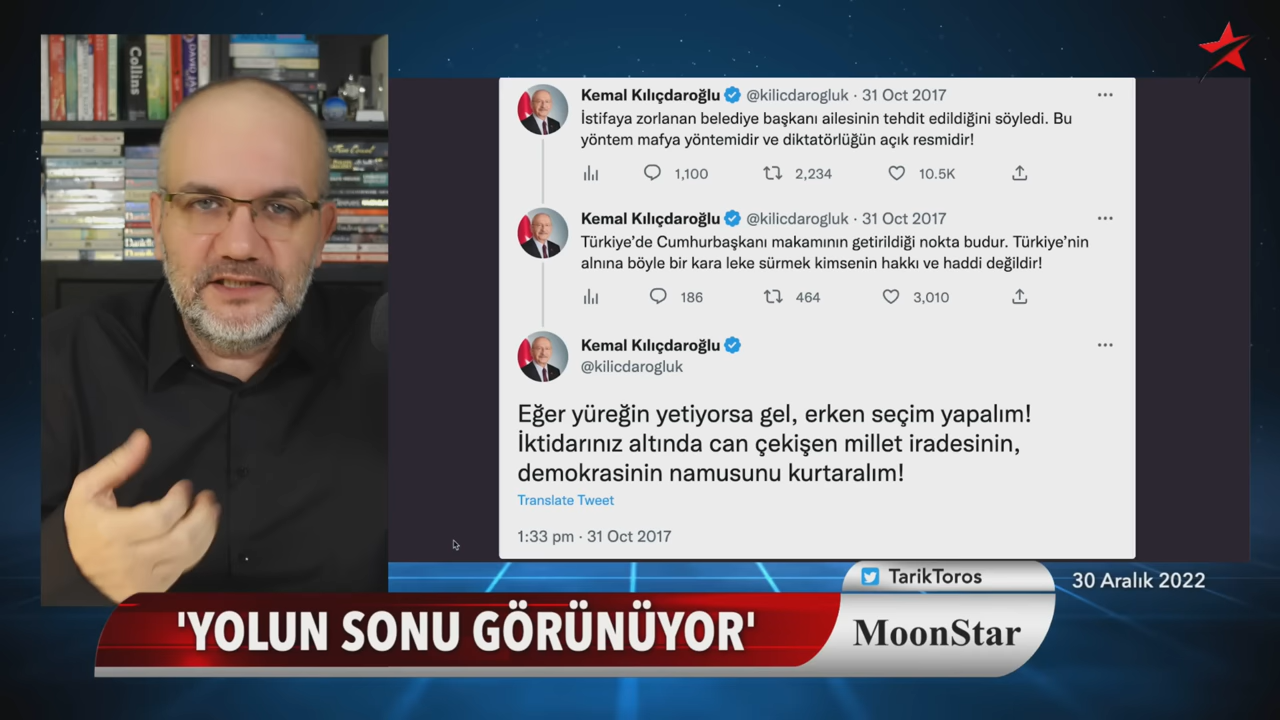 Collins
Kemal Kılıçdaroğlu @kilicdarogluk · 31 Oct 2017
İstifaya zorlanan belediye başkanı ailesinin tehdit edildiğini söyledi. Bu
yöntem mafya yöntemidir ve diktatörlüğün açık resmidir!
1,100 2,234 10.5K
Kemal Kılıçdaroğlu @kilicdarogluk · 31 Oct 2017
Türkiye’de Cumhurbaşkanı makamının getirildiği nokta budur. Türkiye’nin
alnına böyle bir kara leke sürmek kimsenin hakkı ve haddi değildir!
186 464 3,010
Kemal Kılıçdaroğlu
@kilicdarogluk
Eğer yüreğin yetiyorsa gel, erken seçim yapalım!
İktidarınız altında can çekişen millet iradesinin,
demokrasinin namusunu kurtaralım!
Translate Tweet
1:33 pm · 31 Oct 2017
TarikToros
30 Aralık 2022
'YOLUN SONU GÖRÜNÜYOR'
MoonStar